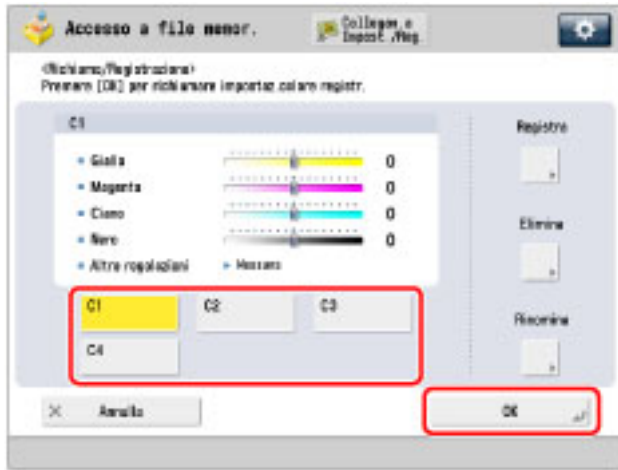 Accesso a file memor.
Collegam. a
Impost./Reg.
<Richiamo/Registrazione>
Premere [OK] per richiamare impostaz.colore registr.
C1
Giallo 0
Magenta 0
Ciano 0
Nero 0
Altre regolazioni Nessuno
C1 C2 C3
C4
Registra
Elimina
Rinomina
Annulla
OK